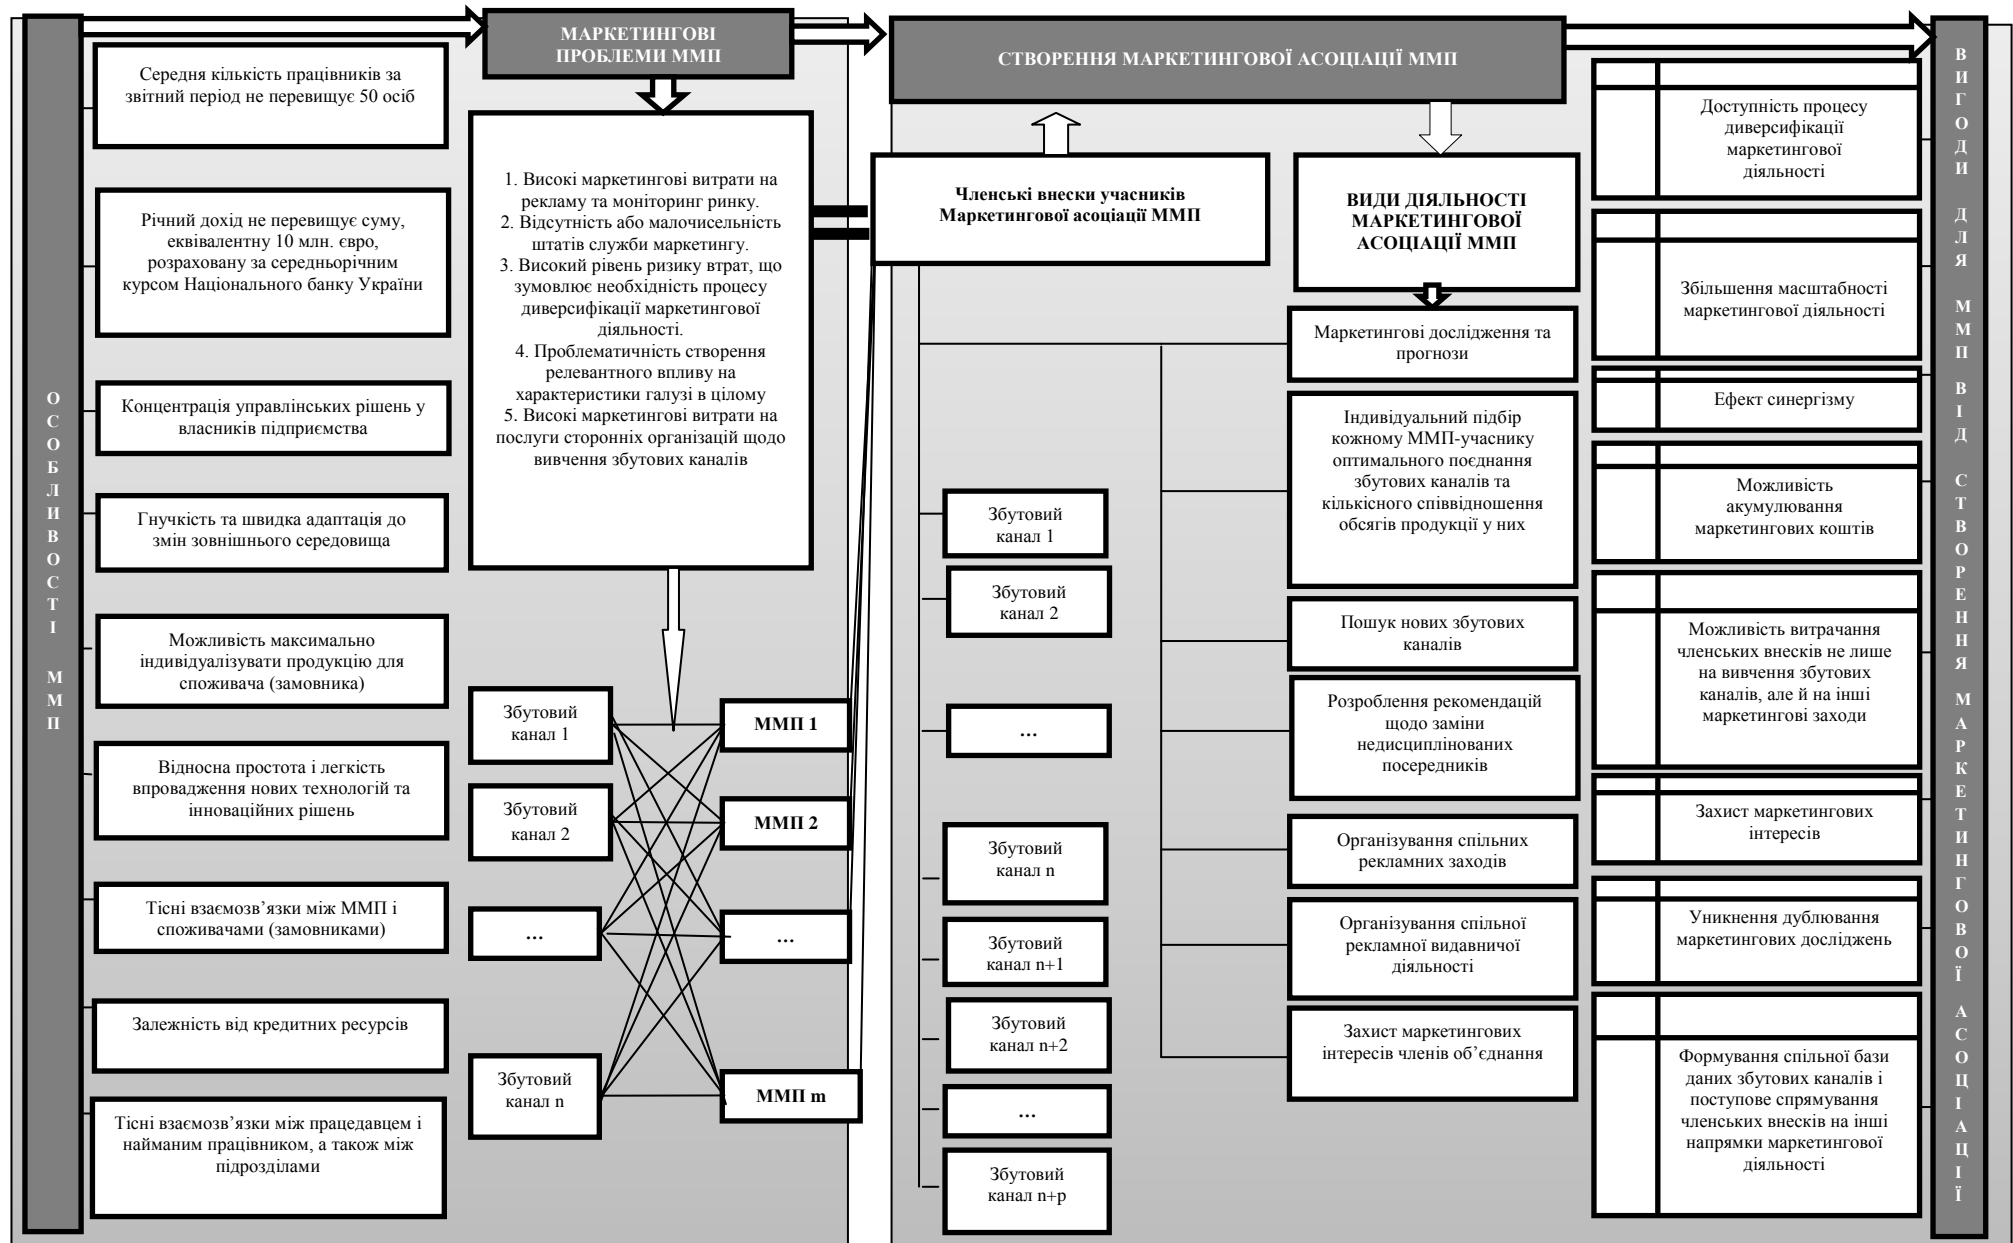 ОСОБЛИВОСТІ ММП
Середня кількість працівників за
звітний період не перевищує 50 осіб
Річний дохід не перевищує суму,
еквівалентну 10 млн. євро,
розраховану за середньорічним
курсом Національного банку України
Концентрація управлінських рішень у
власників підприємства
Гнучкість та швидка адаптація до
змін зовнішнього середовища
Можливість максимально
індивідуалізувати продукцію для
споживача (замовника)
Відносна простота і легкість
впровадження нових технологій та
інноваційних рішень
Тісні взаємозв’язки між ММП і
споживачами (замовниками)
Залежність від кредитних ресурсів
Тісні взаємозв’язки між працедавцем і
найманим працівником, а також між
підрозділами
МАРКЕТИНГОВІ
ПРОБЛЕМИ ММП
1. Високі маркетингові витрати на
рекламу та моніторинг ринку.
2. Відсутність або малочисельність
штатів служби маркетингу.
3. Високий рівень ризику втрат, що
зумовлює необхідність процесу
диверсифікації маркетингової
діяльності.
4. Проблематичність створення
релевантного впливу на
характеристики галузі в цілому
5. Високі маркетингові витрати на
послуги сторонніх організацій щодо
вивчення збутових каналів
Збутовий
канал 1
Збутовий
канал 2
...
Збутовий
канал n
ММП 1
ММП 2
...
ММП m
СТВОРЕННЯ МАРКЕТИНГОВОЇ АСОЦІАЦІЇ ММП
Членські внески учасників
Маркетингової асоціації ММП
Збутовий
канал 1
Збутовий
канал 2
...
Збутовий
канал n
Збутовий
канал n+1
Збутовий
канал n+2
...
Збутовий
канал n+p
ВИДИ ДІЯЛЬНОСТІ
МАРКЕТИНГОВОЇ
АСОЦІАЦІЇ ММП
Маркетингові дослідження та
прогнози
Індивідуальний підбір
кожному ММП-учаснику
оптимального поєднання
збутових каналів та
кількісного співвідношення
обсягів продукції у них
Пошук нових збутових
каналів
Розроблення рекомендацій
щодо заміни
недисциплінованих
посередників
Організування спільних
рекламних заходів
Організування спільної
рекламної видавничої
діяльності
Захист маркетингових
інтересів членів об’єднання
Доступність процесу
диверсифікації
маркетингової
діяльності
Збільшення масштабності
маркетингової діяльності
Ефект синергізму
Можливість
акумулювання
маркетингових коштів
Можливість витрачання
членських внесків не лише
на вивчення збутових
каналів, але й на інші
маркетингові заходи
Захист маркетингових
інтересів
Уникнення дублювання
маркетингових досліджень
Формування спільної бази
даних збутових каналів і
поступове спрямування
членських внесків на інші
напрямки маркетингової
діяльності
ВИГОДИ ДЛЯ ММП ВІД СТВОРЕННЯ МАРКЕТИНГОВОЇ АСОЦІАЦІЇ